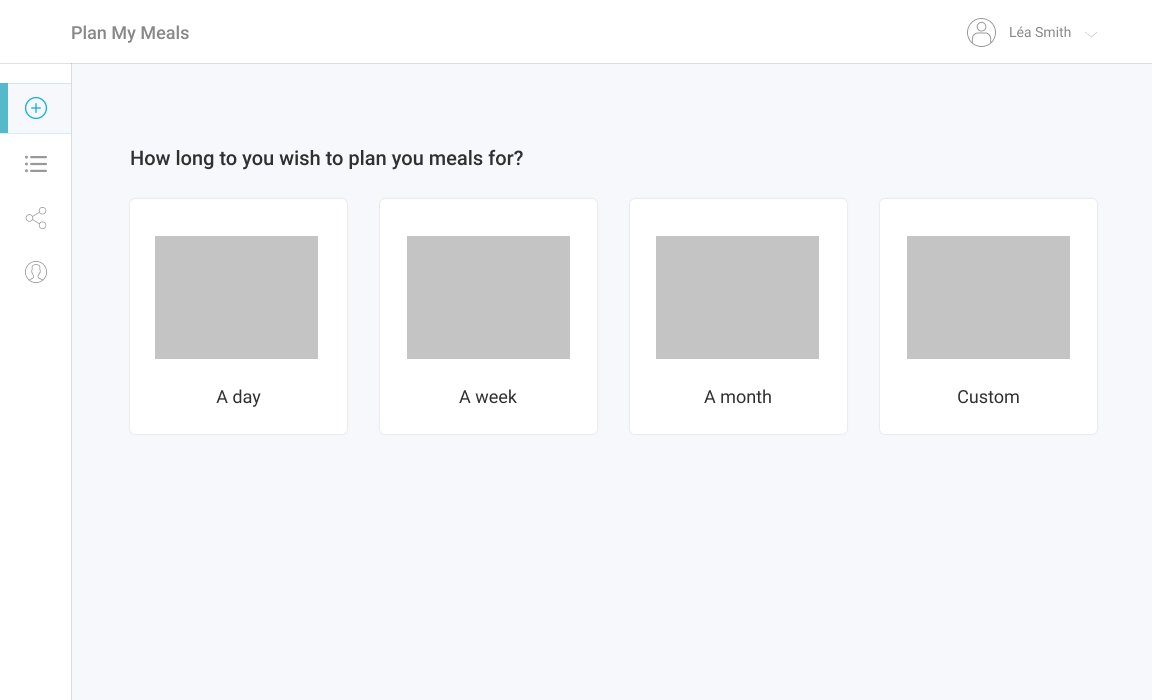 Plan My Meals
Léa Smith
How long to you wish to plan you meals for?
A day
A week
A month
Custom